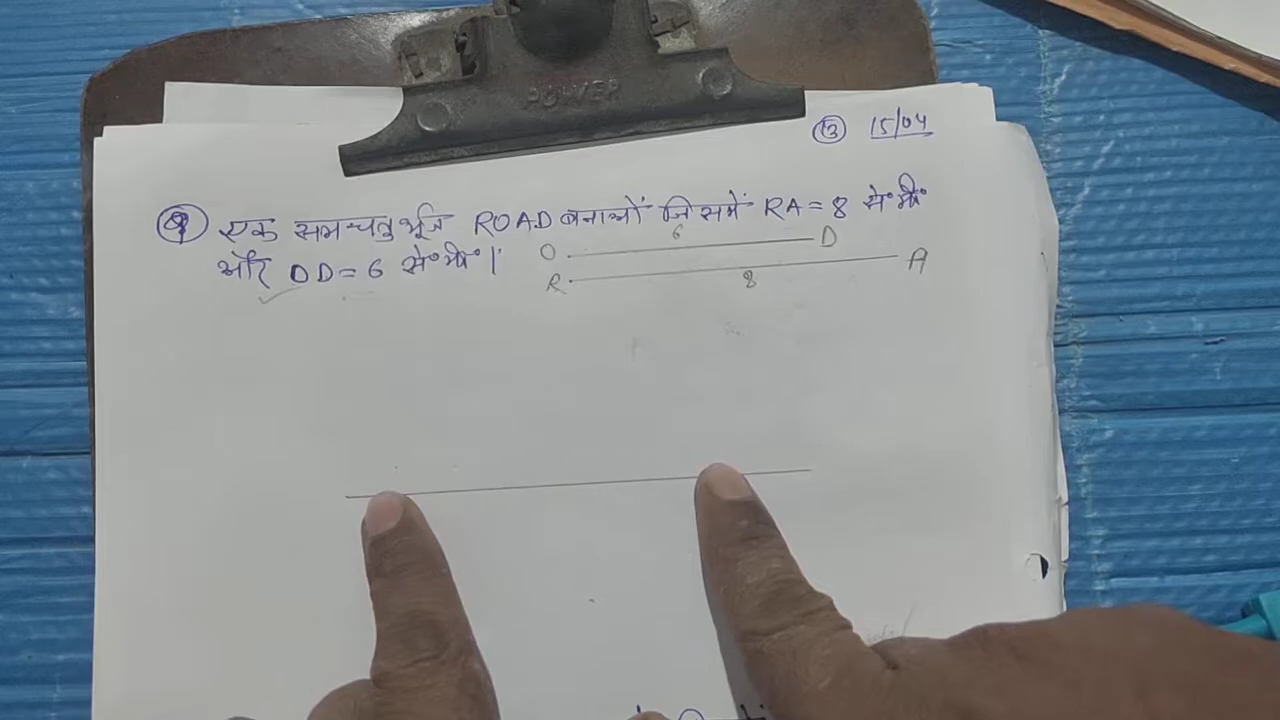 POWER
13 15/04
प्र एक समचतुर्भूज ROAD बनाओं जिसमें RA = 8 से॰मी॰
और OD = 6 से॰मी॰।
O 6 D
R 8 A